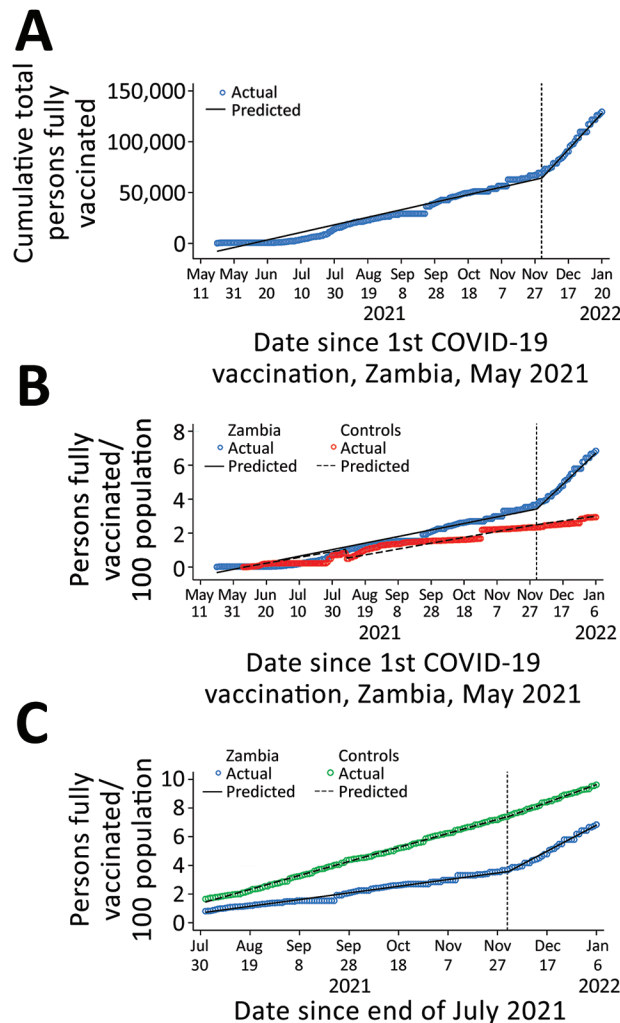 A
Cumulative total
persons fully
vaccinated
150,000
100,000
50,000
0
Actual
Predicted
May Jun Jul Aug Sep Sep Oct Nov Nov Dec Jan
May
11 31 20 10 30 19 8 28 18 7 27 17 20
2021 2022
Date since 1st COVID-19
vaccination, Zambia, May 2021
B
Persons fully
vaccinated/
100 population
8
6
4
2
0
Zambia Controls
Actual Actual
Predicted Predicted
May May Jun Jul Jul Aug Sep Sep Oct Nov Nov Dec Jan
11 31 20 10 30 19 8 28 18 7 27 17 6
2021 2022
Date since 1st COVID-19
vaccination, Zambia, May 2021
C
Persons fully
vaccinated/
100 population
10
8
6
4
2
0
Zambia Controls
Actual Actual
Predicted Predicted
Jul Aug Sep Sep Oct Nov Nov Dec Jan
30 19 8 28 18 7 27 17 6
2021 2022
Date since end of July 2021